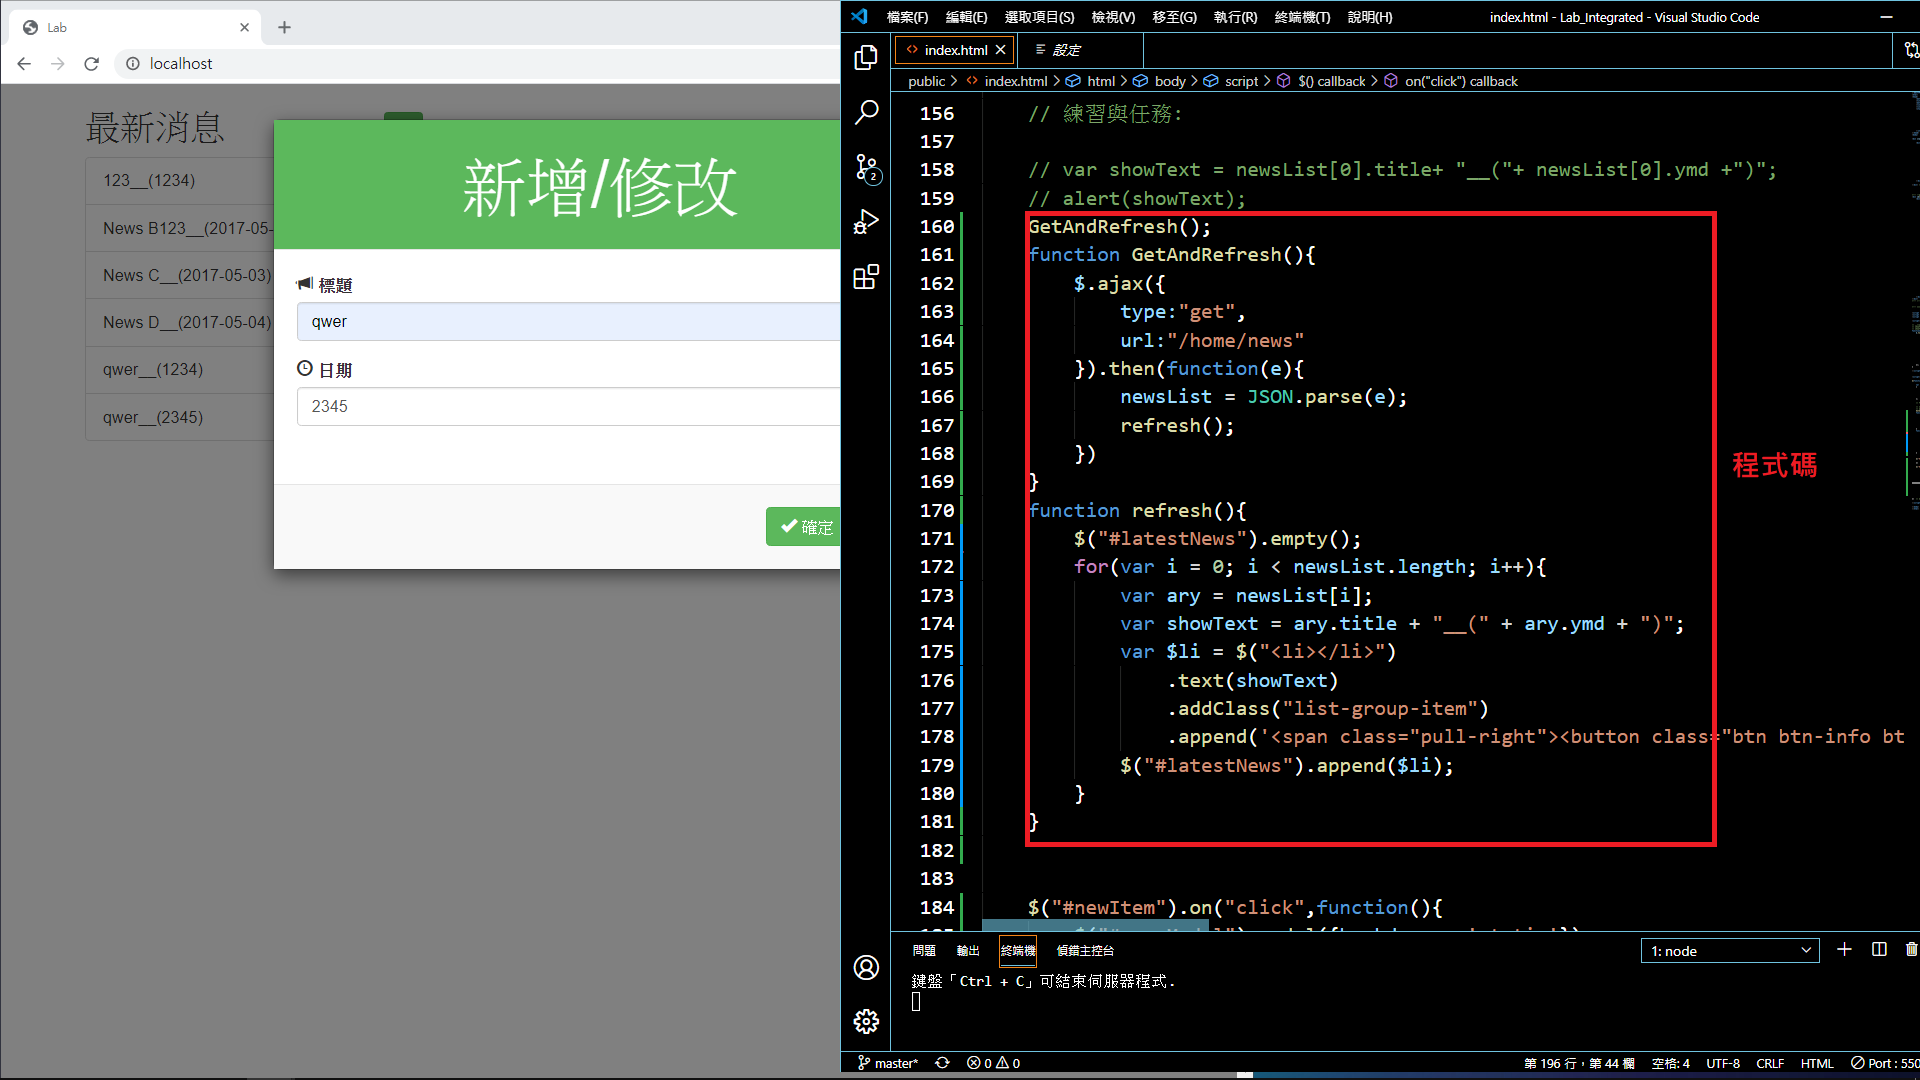 Lab
localhost
最新消息
123__(1234)
News B123__(2017-05-
News C__(2017-05-03)
News D__(2017-05-04)
qwer__(1234)
qwer__(2345)
新增/修改
標題
qwer
日期
2345
確定
檔案(F) 編輯(E) 選取項目(S) 檢視(V) 移至(G) 執行(R) 終端機(T) 說明(H)
index.html - Lab_Integrated - Visual Studio Code
index.html
設定
public > index.html > html > body > script > $() callback > on("click") callback
2
156 // 練習與任務:
157
158 // var showText = newsList[0].title+ "__("+ newsList[0].ymd +")";
159 // alert(showText);
160 GetAndRefresh();
161 function GetAndRefresh(){
162 $.ajax({
163 type:"get",
164 url:"/home/news"
165 }).then(function(e){
166 newsList = JSON.parse(e);
167 refresh();
168 })
169 }
170 function refresh(){
171 $("#latestNews").empty();
172 for(var i = 0; i < newsList.length; i++){
173 var ary = newsList[i];
174 var showText = ary.title + "__(" + ary.ymd + ")";
175 var $li = $("<li></li>")
176 .text(showText)
177 .addClass("list-group-item")
178 .append('<span class="pull-right"><button class="btn btn-info bt
179 $("#latestNews").append($li);
180 }
181 }
182
183
184 $("#newItem").on("click",function(){
程式碼
問題 輸出 終端機 偵錯主控台
1: node
鍵盤「Ctrl + C」可結束伺服器程式.
master* 0 0
第 196 行，第 44 欄 空格: 4 UTF-8 CRLF HTML Port : 550